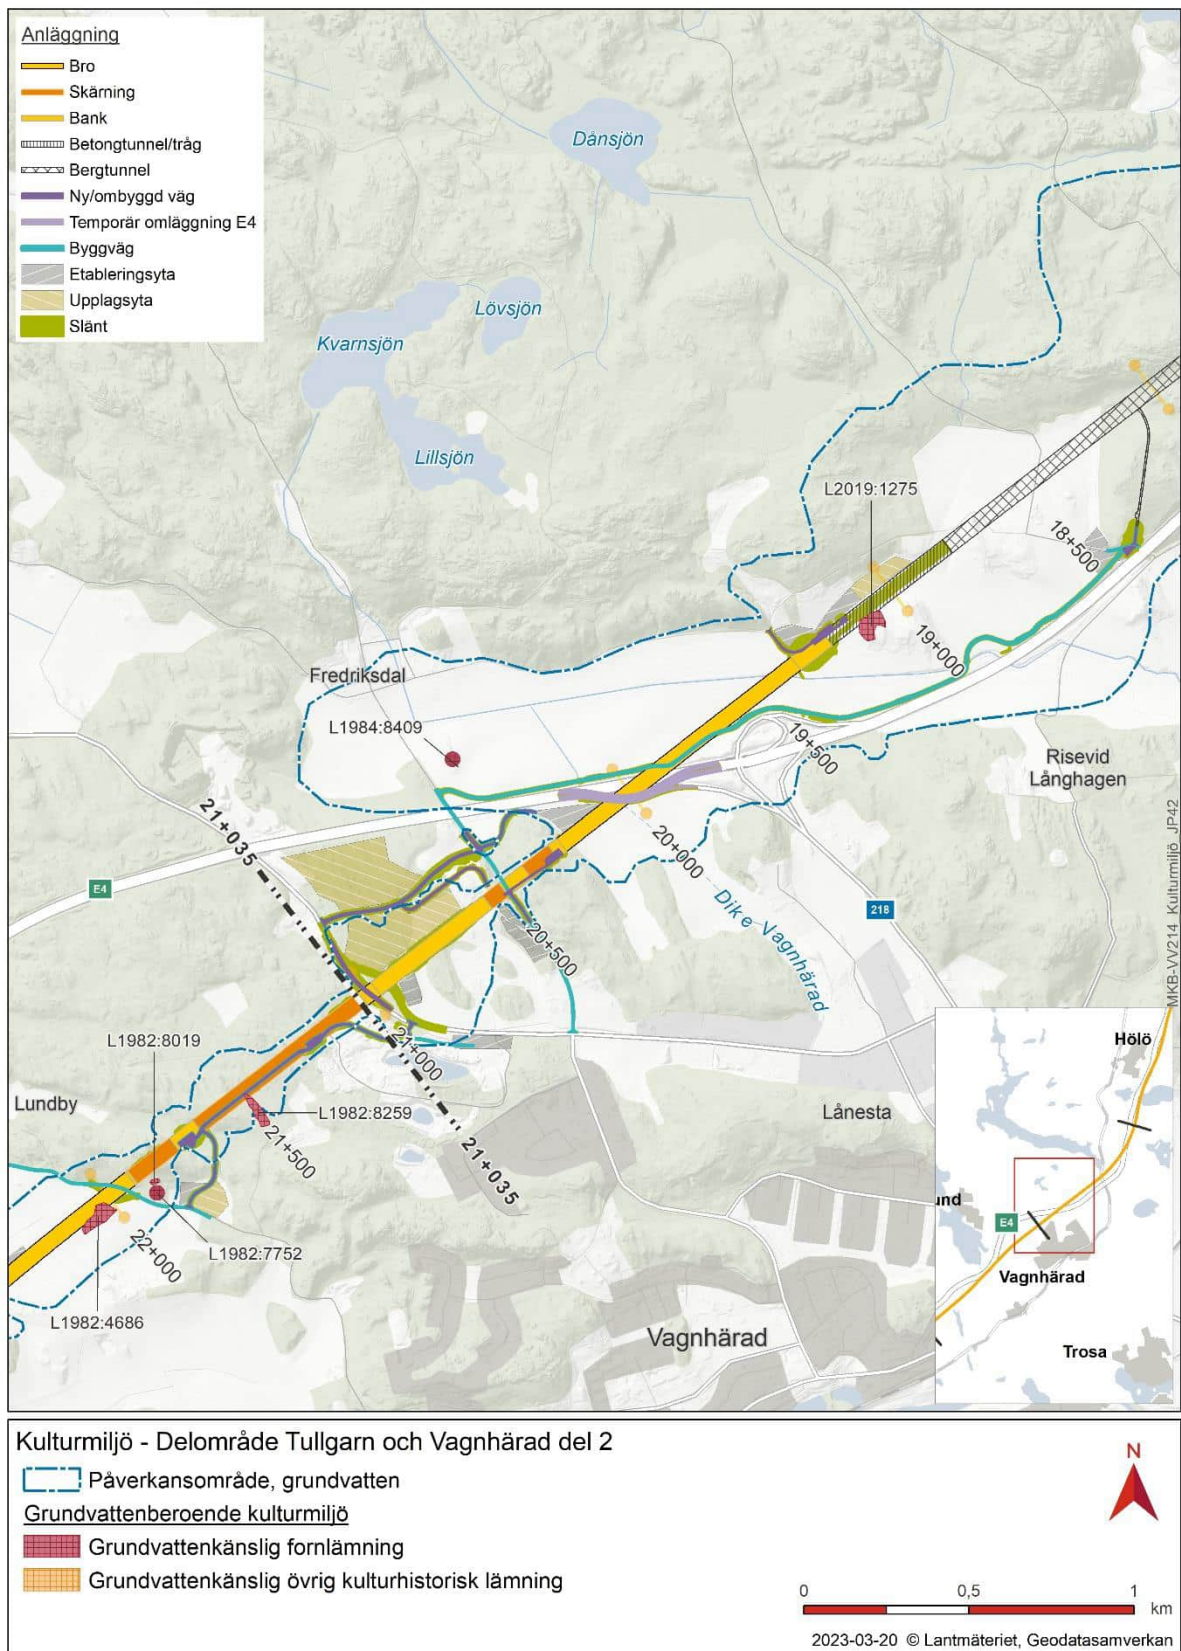 Anläggning
Bro
Skärning
Bank
Betongtunnel/tråg
Bergtunnel
Ny/ombyggd väg
Temporär omläggning E4
Byggväg
Etableringsyta
Upplagsyta
Slänt
Dånsjön
Lövsjön
Kvarnsjön
Lillsjön
L2019:1275
18+500
19+000
Fredriksdal
L1984:8409
19+500
Risevid
Långhagen
21+035
20+000
E4
218
Dike Vagnhärad
20+500
L1982:8019
21+000
Lundby
L1982:8259
Lånesta
21+500
21+035
22+000
L1982:7752
L1982:4686
Vagnhärad
MKB-VV214 Kulturmiljö JP42
Hölö
und
E4
Vagnhärad
Trosa
Kulturmiljö - Delområde Tullgarn och Vagnhärad del 2
Påverkansområde, grundvatten
Grundvattenberoende kulturmiljö
Grundvattenkänslig fornlämning
Grundvattenkänslig övrig kulturhistorisk lämning
N
0 0,5 1
km
2023-03-20 © Lantmäteriet, Geodatasamverkan